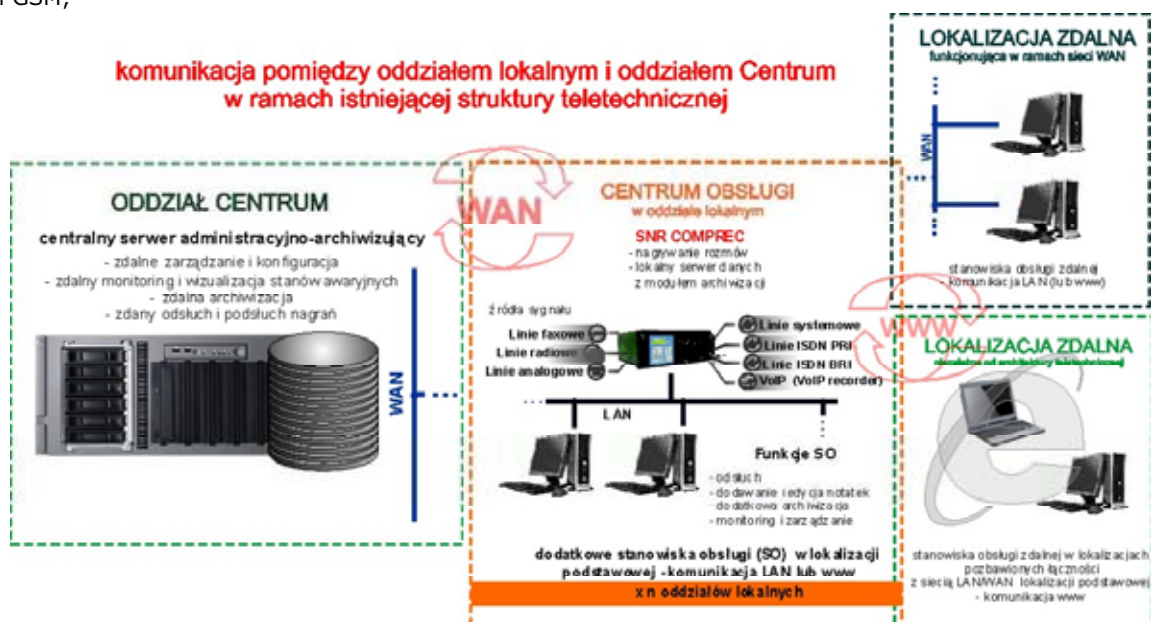 GSM,
komunikacja pomiędzy oddziałem lokalnym i oddziałem Centrum
w ramach istniejącej struktury teletechnicznej
ODDZIAŁ CENTRUM
centralny serwer administracyjno-archiwizujący
- zdalne zarządzanie i konfiguracja
- zdalny monitoring i wizualizacja stanów awaryjnych
- zdalna archiwizacja
- zdany odsłuch i podsłuch nagrań
WAN
WAN
CENTRUM OBSŁUGI
w oddziale lokalnym
SNR COMPREC
- nagrywanie rozmów
- lokalny serwer danych
z modułem archiwizacji
źródła sygnału
Linie faxowe
Linie radiowe
Linie analogowe
Linie systemowe
Linie ISDN PRI
Linie ISDN BRI
VoIP (VoIP recorder)
LAN
Funkcje SO
- odsłuch
- dodawanie i edycja notatek
- dodatkowa archiwizacja
- monitoring i zarządzanie
dodatkowe stanowiska obsługi (SO) w lokalizacji
podstawowej - komunikacja LAN lub www
x n oddziałów lokalnych
LOKALIZACJA ZDALNA
funkcjonująca w ramach sieci WAN
WAN
stanowiska obsługi zdalnej
- komunikacja LAN (lub www)
WWW
LOKALIZACJA ZDALNA
niezależna od architektury teletechnicznej
stanowiska obsługi zdalnej w lokalizacjach
pozbawionych łączności
z siecią LAN/WAN lokalizacji podstawowej
- komunikacja www